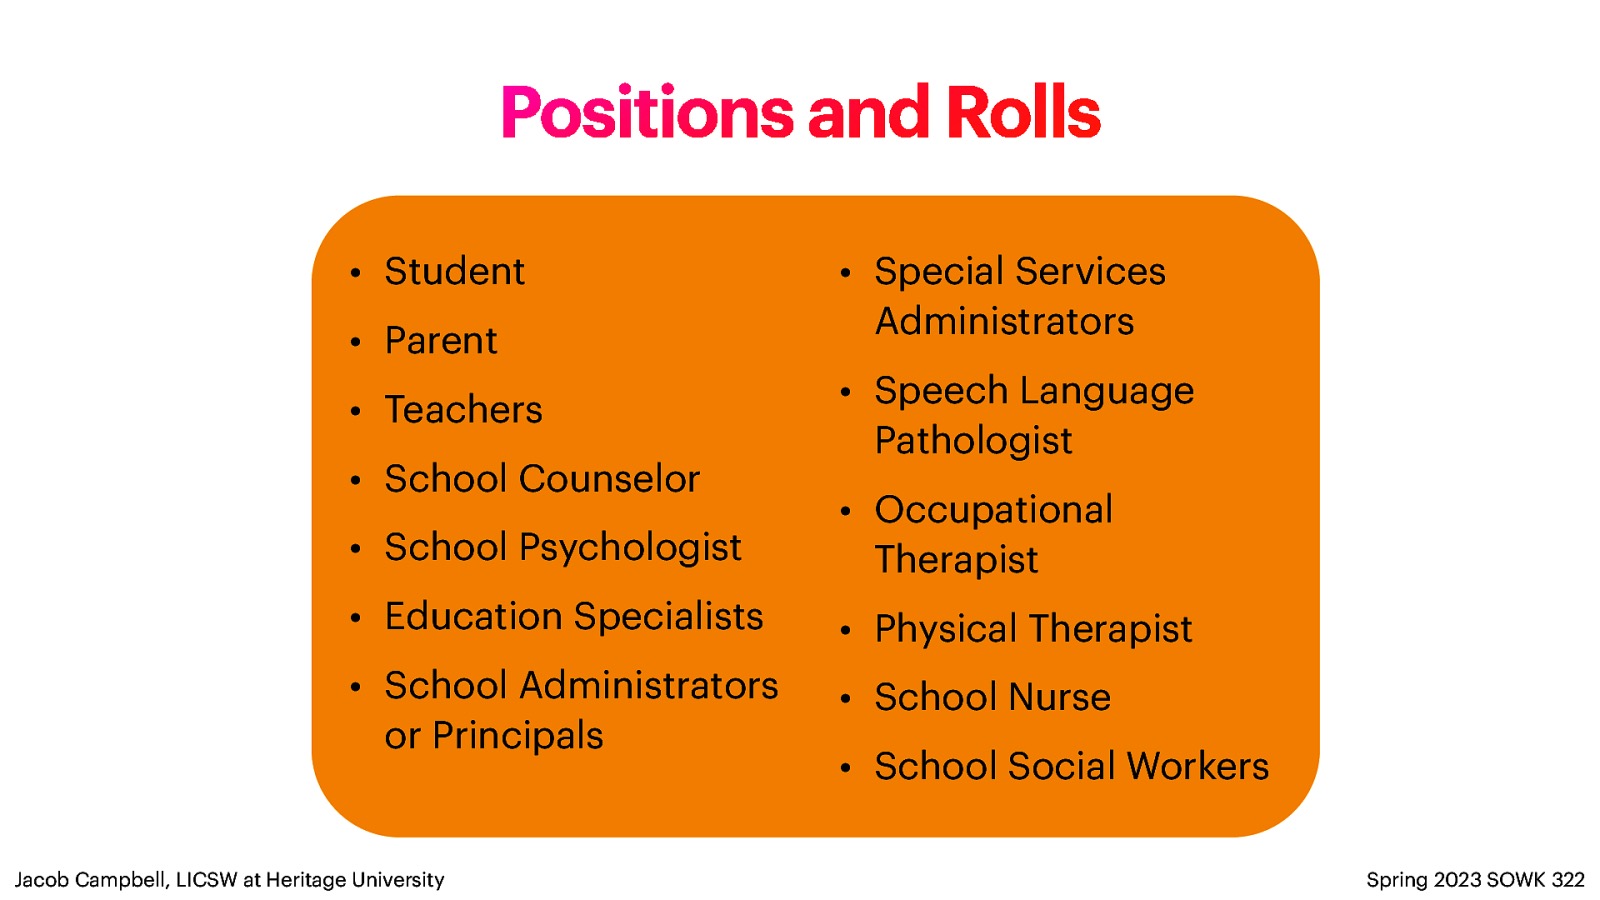 Positions and Rolls
• Student
• Parent
• Teachers
• School Counselor
• School Psychologist
• Education Specialists
• School Administrators
or Principals
• Special Services
Administrators
• Speech Language
Pathologist
• Occupational
Therapist
• Physical Therapist
• School Nurse
• School Social Workers
Jacob Campbell, LICSW at Heritage University
Spring 2023 SOWK 322